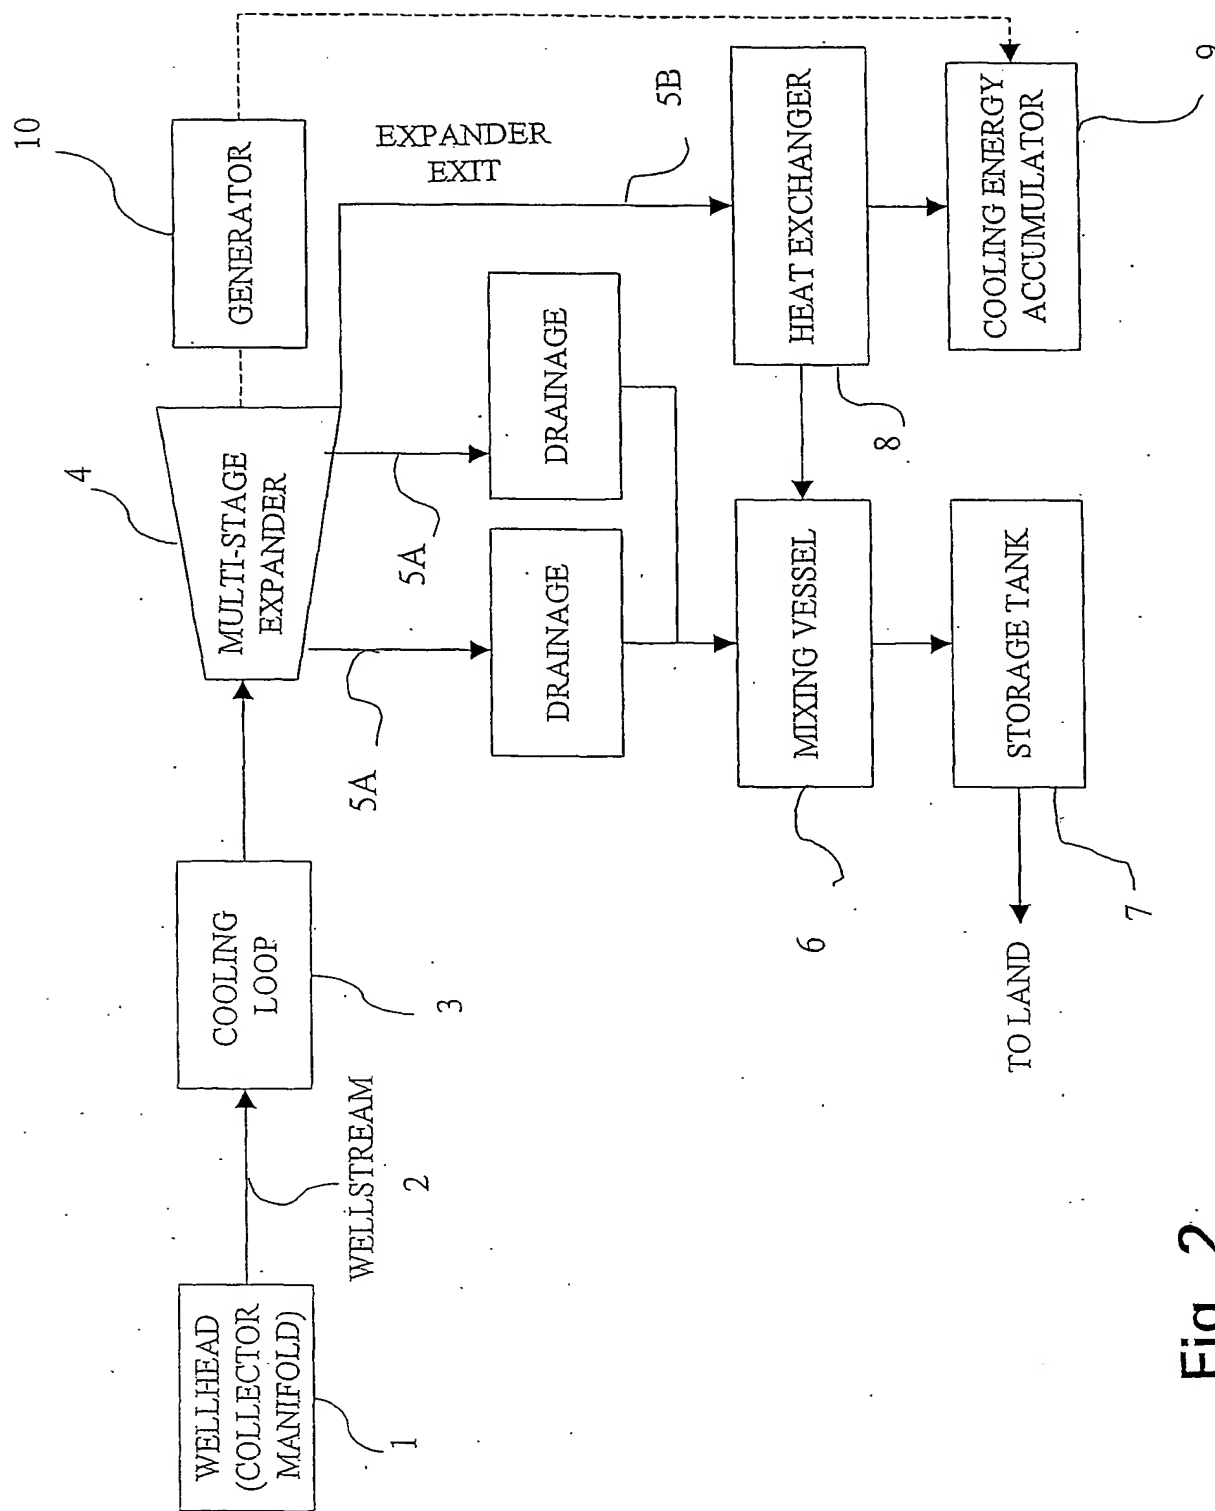 WELLHEAD
(COLLECTOR
MANIFOLD)
1
WELLSTREAM
2
COOLING
LOOP
3
MULTI-STAGE
EXPANDER
4
GENERATOR
10
5A
5A
EXPANDER
EXIT
5B
DRAINAGE
DRAINAGE
MIXING VESSEL
6
HEAT EXCHANGER
8
STORAGE TANK
7
TO LAND
COOLING ENERGY
ACCUMULATOR
9
Fig. 2